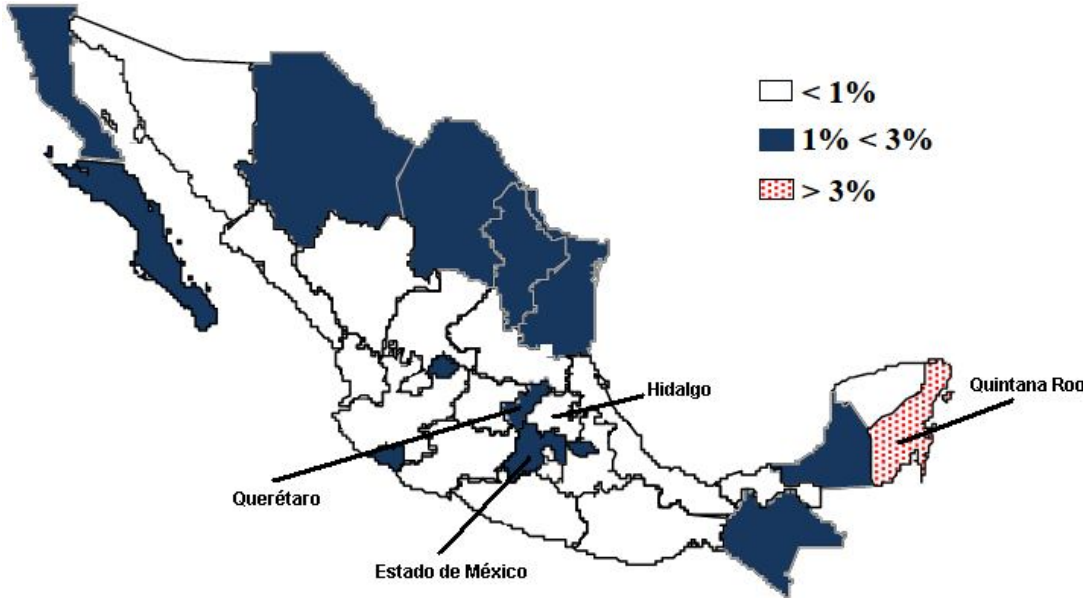 < 1%
1% < 3%
> 3%
Hidalgo
Quintana Roo
Querétaro
Estado de México